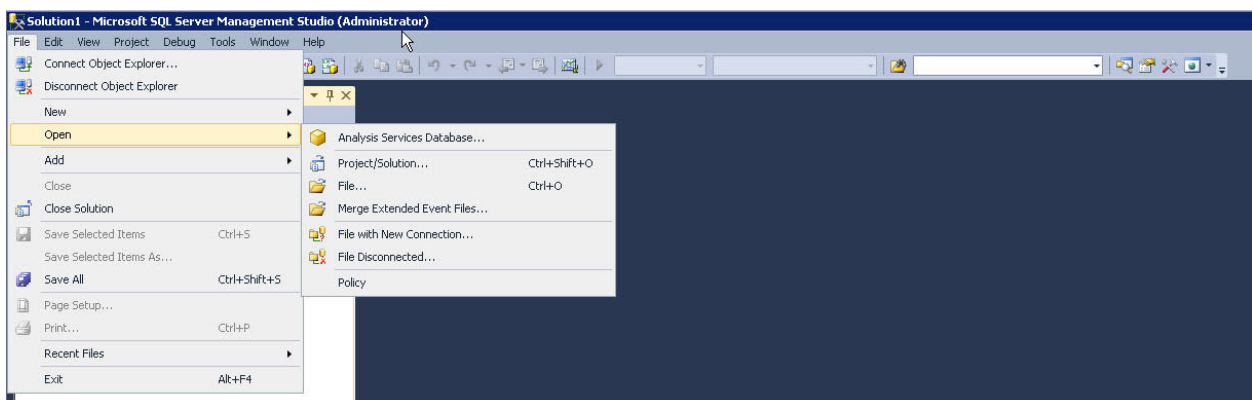 Solution1 - Microsoft SQL Server Management Studio (Administrator)
File Edit View Project Debug Tools Window Help
Connect Object Explorer...
Disconnect Object Explorer
New
Open
Add
Close
Close Solution
Save Selected Items Ctrl+S
Save Selected Items As...
Save All Ctrl+Shift+S
Page Setup...
Print... Ctrl+P
Recent Files
Exit Alt+F4
Analysis Services Database...
Project/Solution... Ctrl+Shift+O
File... Ctrl+O
Merge Extended Event Files...
File with New Connection...
File Disconnected...
Policy